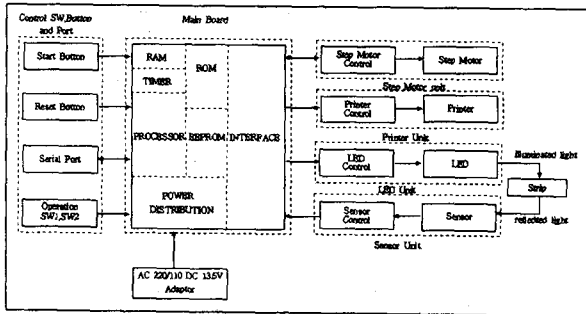 Control SW,Botton
and Port
Main Board
Start Button
Reset Button
Serial Port
Operation
SW1,SW2
RAM
ROM
TIMER
PROCESSOR
EEPROM
INTERFACE
POWER
DISTRIBUTION
AC 220/110 DC 13.5V
Adaptor
Step Motor
Control
Step Motor
Step Motor unit
Printer
Control
Printer
Printer Unit
LED
Control
LED
LED Unit
Illuminated light
Strip
reflected light
Sensor
Control
Sensor
Sensor Unit